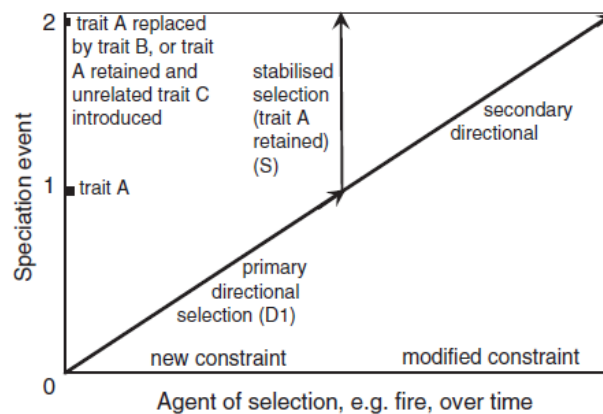 2
trait A replaced
by trait B, or trait
A retained and
unrelated trait C
introduced
stabilised
selection
(trait A
retained)
(S)
secondary
directional
Speciation event
1
trait A
primary
directional
selection (D1)
new constraint
modified constraint
0
Agent of selection, e.g. fire, over time